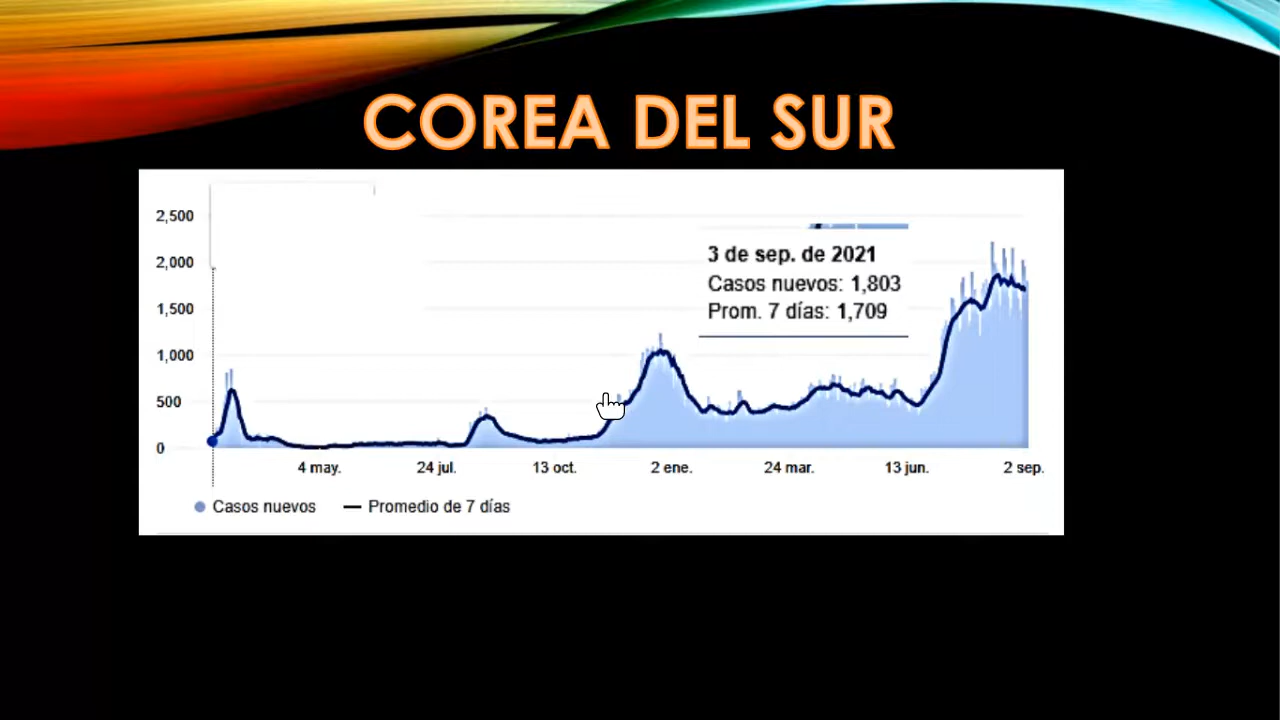 COREA DEL SUR
2,500
2,000
1,500
1,000
500
0
3 de sep. de 2021
Casos nuevos: 1,803
Prom. 7 días: 1,709
4 may. 24 jul. 13 oct. 2 ene. 24 mar. 13 jun. 2 sep.
Casos nuevos Promedio de 7 días